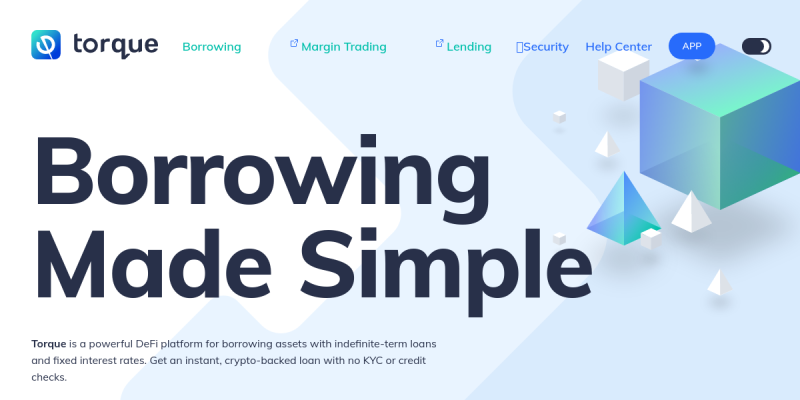 torque
Borrowing
Margin Trading
Lending
Security
Help Center
APP
Borrowing
Made Simple
Torque is a powerful DeFi platform for borrowing assets with indefinite-term loans
and fixed interest rates. Get an instant, crypto-backed loan with no KYC or credit
checks.